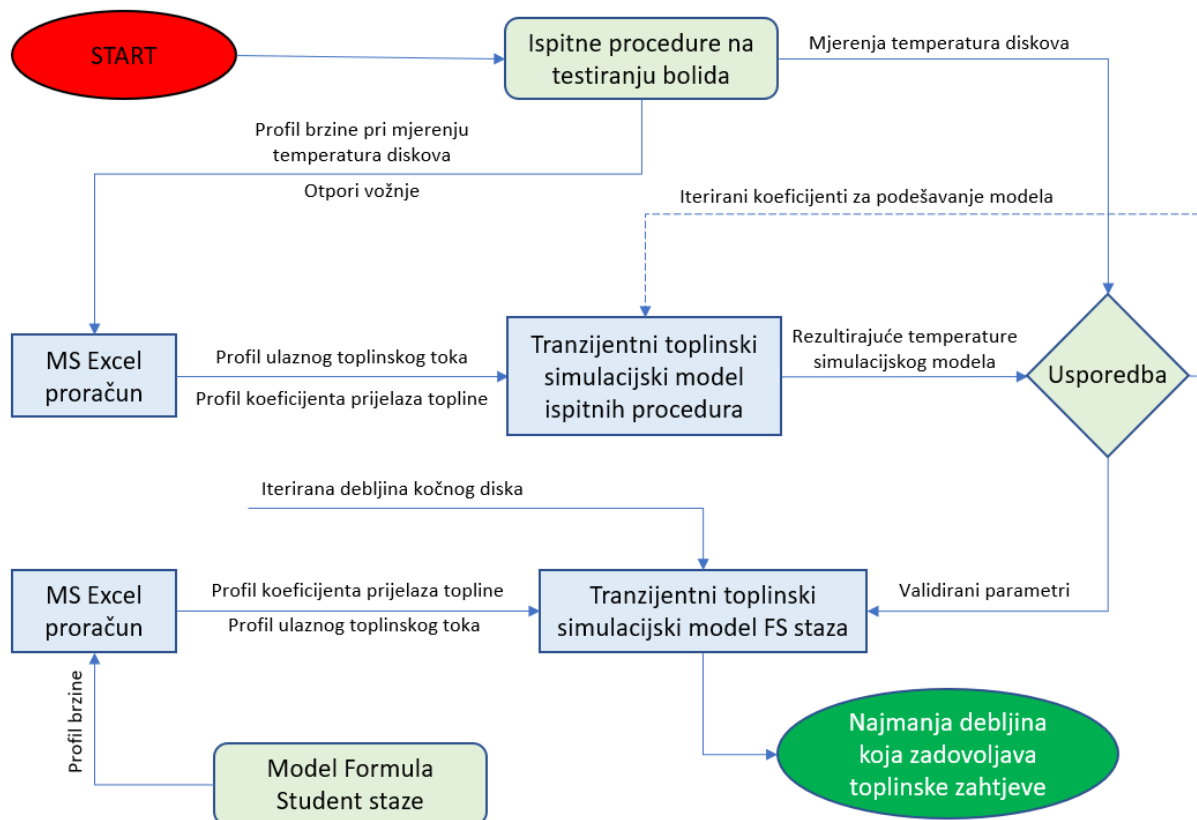 START
Ispitne procedure na
testiranju bolida
Mjerenja temperatura diskova
Profil brzine pri mjerenju
temperatura diskova
Otpori vožnje
Iterirani koeficijenti za podešavanje modela
MS Excel
proračun
Profil ulaznog toplinskog toka
Profil koeficijenta prijelaza topline
Tranzijentni toplinski
simulacijski model
ispitnih procedura
Rezultirajuće temperature
simulacijskog modela
Usporedba
Iterirana debljina kočnog diska
MS Excel
proračun
Profil koeficijenta prijelaza topline
Profil ulaznog toplinskog toka
Tranzijentni toplinski
simulacijski model FS staza
Validirani parametri
Profil brzine
Model Formula
Student staze
Najmanja debljina
koja zadovoljava
toplinske zahtjeve